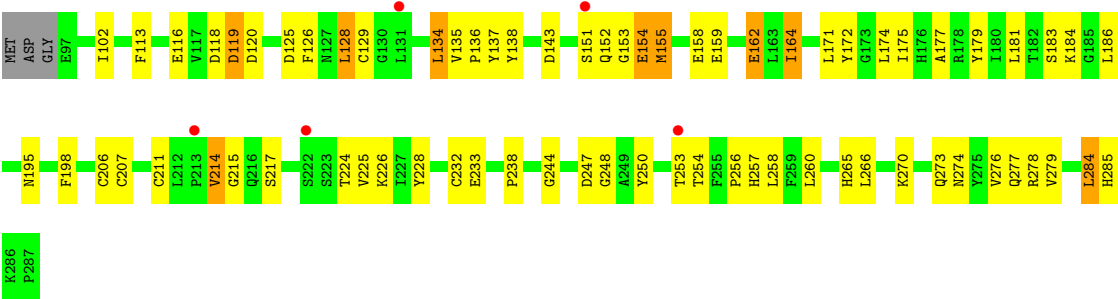 MET ASP GLY E97 I102 F113 E116 V117 D118 D119 D120 D125 F126 N127 L128 C129 G130 L131 L134 V135 P136 Y137 Y138 D143 S151 Q152 G153 E154 M155 E158 E159 E162 L163 I164 L171 Y172 G173 L174 I175 H176 A177 R178 Y179 I180 L181 T182 S183 K184 G185 L186
N195 F198 C206 C207 C211 L212 P213 V214 G215 Q216 S217 S222 S223 T224 V225 K226 I227 Y228 C232 E233 P238 G244 D247 G248 A249 Y250 T253 T254 F255 P256 H257 L258 F259 L260 H265 L266 K270 Q273 N274 Y275 V276 Q277 R278 V279 L284 H285
K286 P287